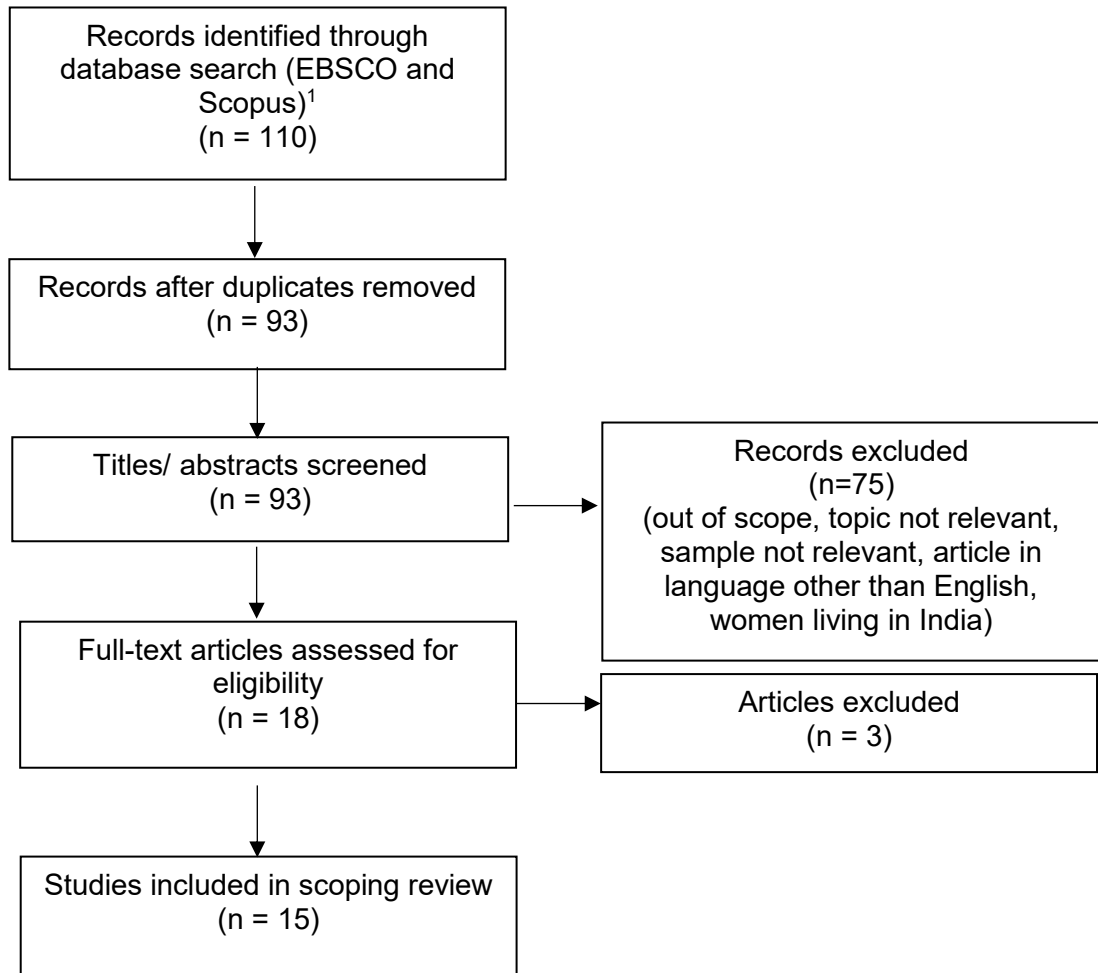 Records identified through
database search (EBSCO and
Scopus)1
(n = 110)
Records after duplicates removed
(n = 93)
Titles/ abstracts screened
(n = 93)
Records excluded
(n=75)
(out of scope, topic not relevant,
sample not relevant, article in
language other than English,
women living in India)
Full-text articles assessed for
eligibility
(n = 18)
Articles excluded
(n = 3)
Studies included in scoping review
(n = 15)